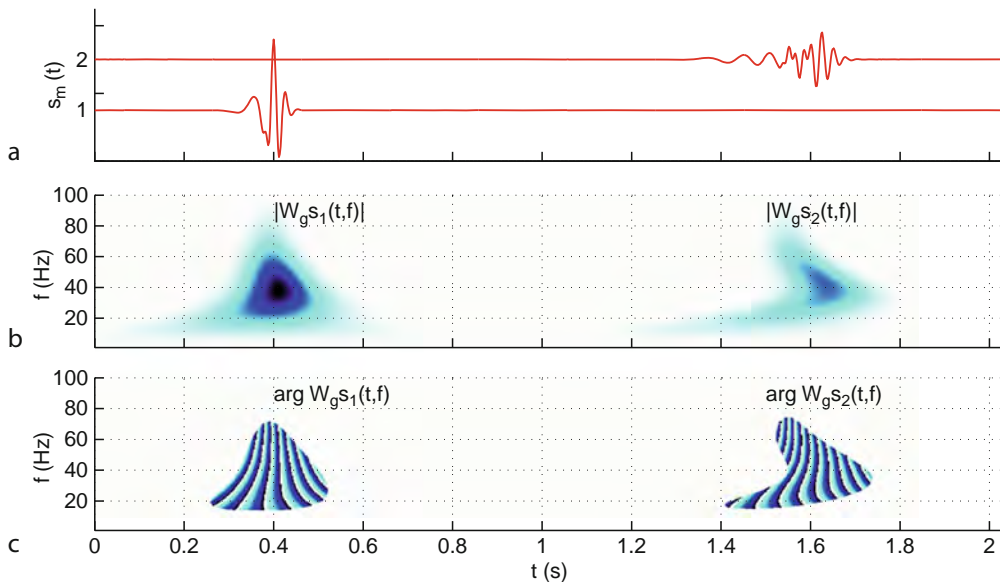 s_m (t)
2
1
a
|W_g s_1(t,f)|
|W_g s_2(t,f)|
f (Hz)
100
80
60
40
20
b
arg W_g s_1(t,f)
arg W_g s_2(t,f)
f (Hz)
100
80
60
40
20
c
0 0.2 0.4 0.6 0.8 1 1.2 1.4 1.6 1.8 2
t (s)